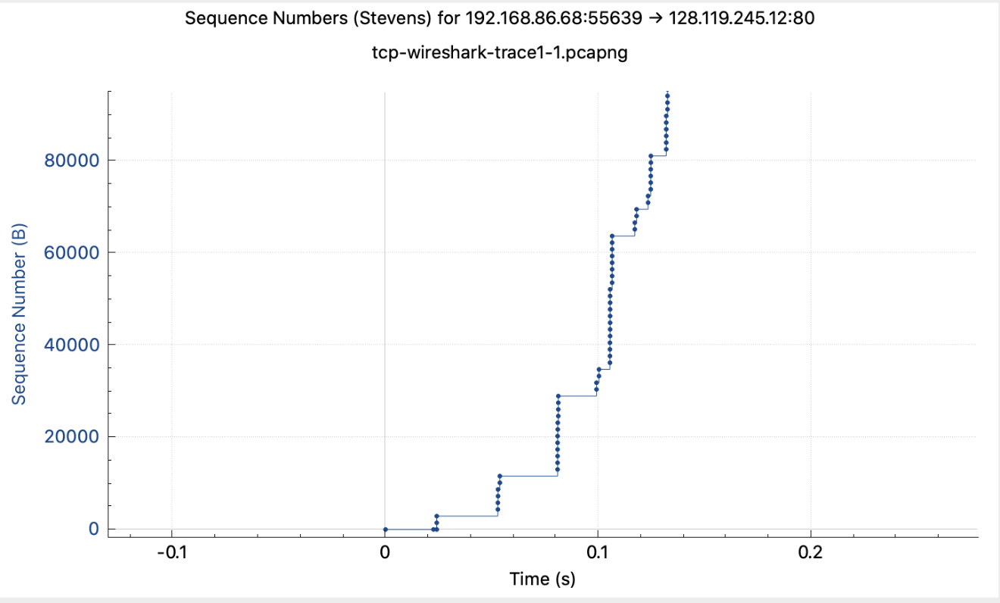 Sequence Numbers (Stevens) for 192.168.86.68:55639 → 128.119.245.12:80
tcp-wireshark-trace1-1.pcapng
Sequence Number (B)
80000
60000
40000
20000
0
-0.1
0
0.1
0.2
Time (s)